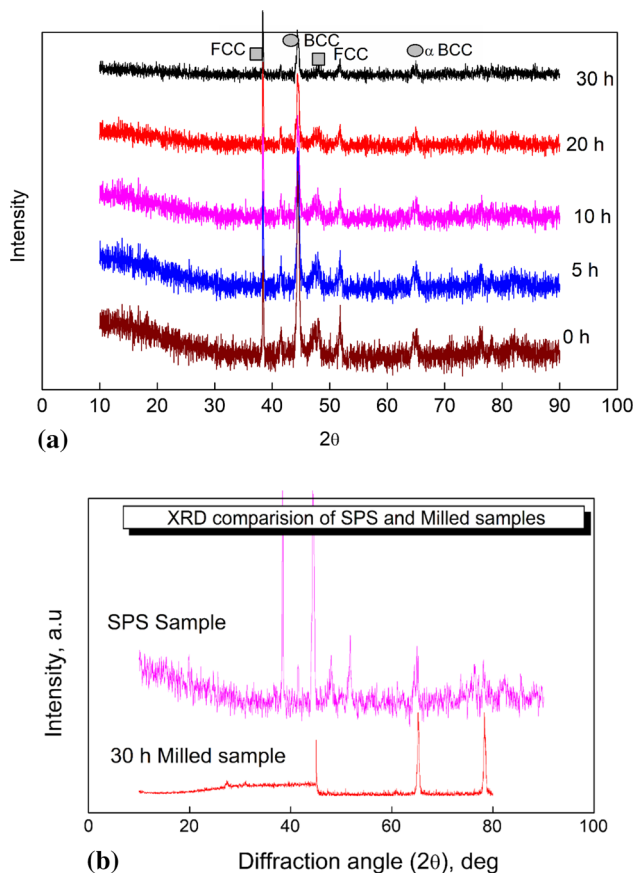 FCC BCC FCC α BCC
30 h
20 h
10 h
5 h
0 h
Intensity
0 10 20 30 40 50 60 70 80 90 100
2θ
(a)
XRD comparision of SPS and Milled samples
SPS Sample
30 h Milled sample
Intensity, a.u
0 20 40 60 80 100
Diffraction angle (2θ), deg
(b)